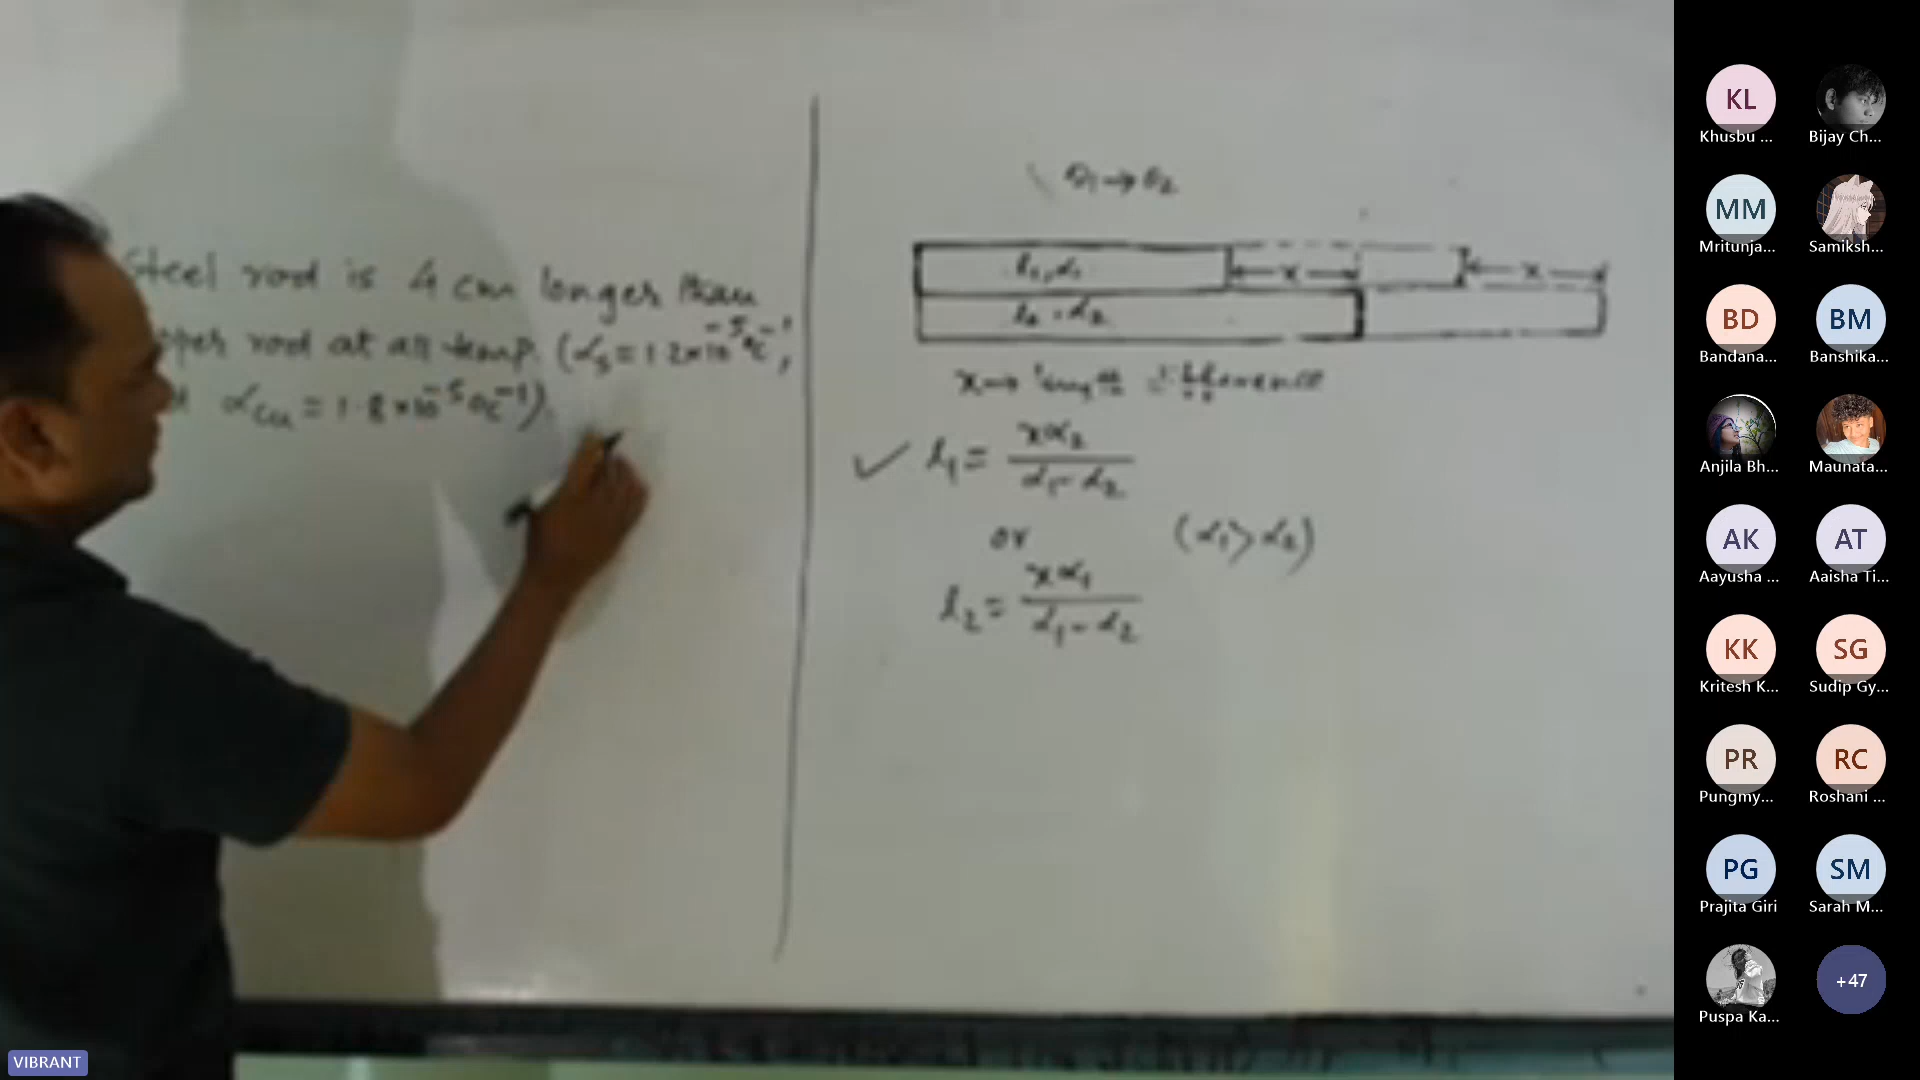 Steel rod is 4 cm longer than
rod at all temp. (αs = 1.2×10⁻⁵ °C⁻¹,
αCu = 1.8×10⁻⁵ °C⁻¹).
θ₁→θ₂
l₁, α₁
x
x
l₂, α₂
x → length difference
✓ l₁ = xα₂ / α₁ - α₂
or (α₁ > α₂)
l₂ = xα₁ / α₁ - α₂
VIBRANT
KL
Khusbu ...
Bijay Ch...
MM
Mritunja...
Samiksh...
BD
Bandana...
BM
Banshika...
Anjila Bh...
Maunata...
AK
Aayusha ...
AT
Aaisha Ti...
KK
Kritesh K...
SG
Sudip Gy...
PR
Pungmy...
RC
Roshani ...
PG
Prajita Giri
SM
Sarah M...
Puspa Ka...
+47